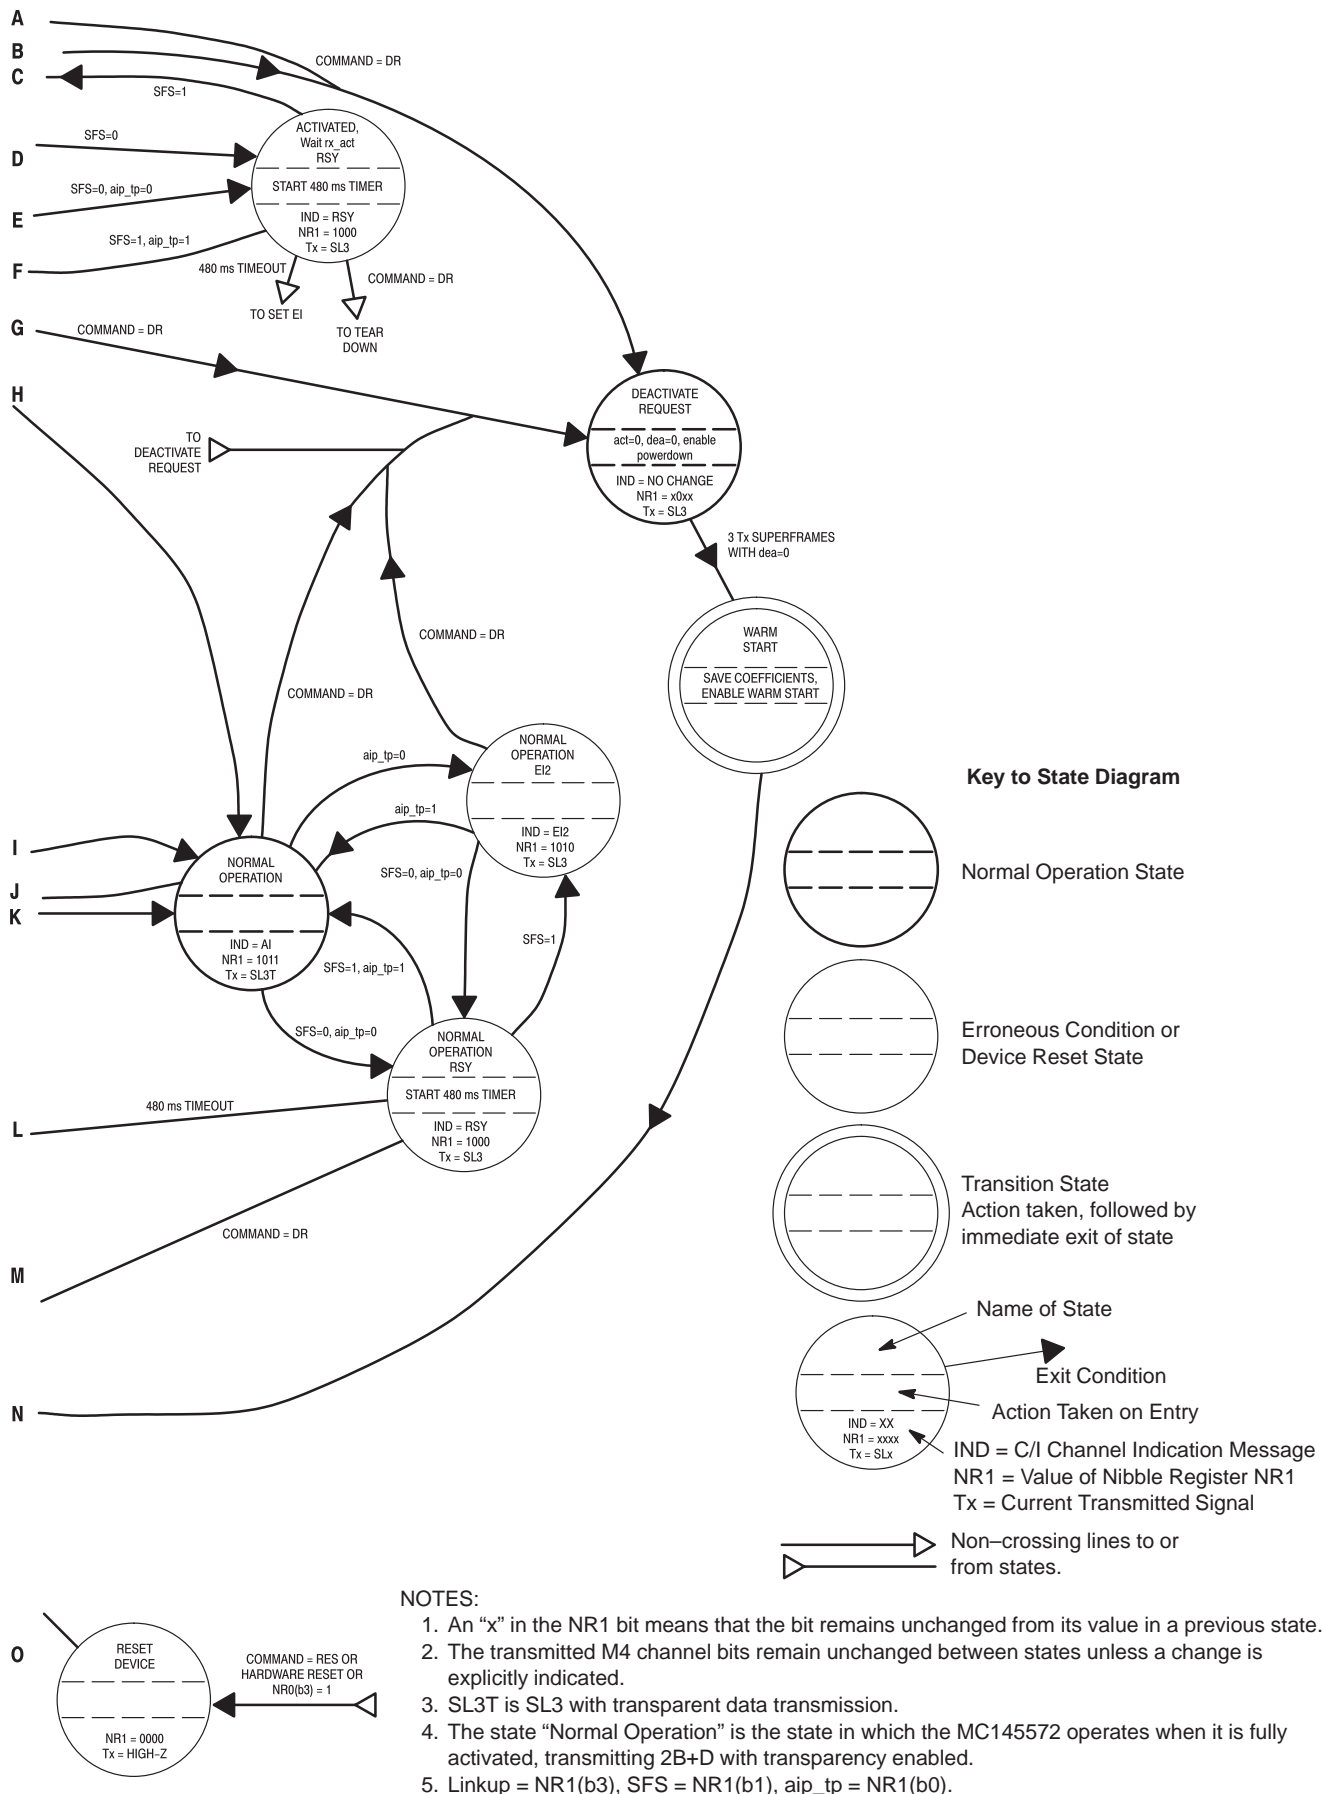 A
B
C
COMMAND = DR
SFS=1
ACTIVATED,
Wait rx_act
RSY
START 480 ms TIMER
IND = RSY
NR1 = 1000
Tx = SL3
D
SFS=0
E
SFS=0, aip_tp=0
F
SFS=1, aip_tp=1
480 ms TIMEOUT
TO SET EI
COMMAND = DR
TO TEAR
DOWN
G
COMMAND = DR
H
TO
DEACTIVATE
REQUEST
DEACTIVATE
REQUEST
act=0, dea=0, enable
powerdown
IND = NO CHANGE
NR1 = x0xx
Tx = SL3
3 Tx SUPERFRAMES
WITH dea=0
WARM
START
SAVE COEFFICIENTS,
ENABLE WARM START
COMMAND = DR
COMMAND = DR
aip_tp=0
NORMAL
OPERATION
EI2
IND = EI2
NR1 = 1010
Tx = SL3
aip_tp=1
I
J
K
NORMAL
OPERATION
IND = AI
NR1 = 1011
Tx = SL3T
SFS=0, aip_tp=0
SFS=1
SFS=1, aip_tp=1
SFS=0, aip_tp=0
NORMAL
OPERATION
RSY
START 480 ms TIMER
IND = RSY
NR1 = 1000
Tx = SL3
L
480 ms TIMEOUT
M
COMMAND = DR
N
Key to State Diagram
Normal Operation State
Erroneous Condition or
Device Reset State
Transition State
Action taken, followed by
immediate exit of state
Name of State
Exit Condition
Action Taken on Entry
IND = XX
NR1 = xxxx
Tx = SLx
IND = C/I Channel Indication Message
NR1 = Value of Nibble Register NR1
Tx = Current Transmitted Signal
Non–crossing lines to or
from states.
O
RESET
DEVICE
NR1 = 0000
Tx = HIGH–Z
COMMAND = RES OR
HARDWARE RESET OR
NR0(b3) = 1
NOTES:
1. An “x” in the NR1 bit means that the bit remains unchanged from its value in a previous state.
2. The transmitted M4 channel bits remain unchanged between states unless a change is
explicitly indicated.
3. SL3T is SL3 with transparent data transmission.
4. The state “Normal Operation” is the state in which the MC145572 operates when it is fully
activated, transmitting 2B+D with transparency enabled.
5. Linkup = NR1(b3), SFS = NR1(b1), aip_tp = NR1(b0).